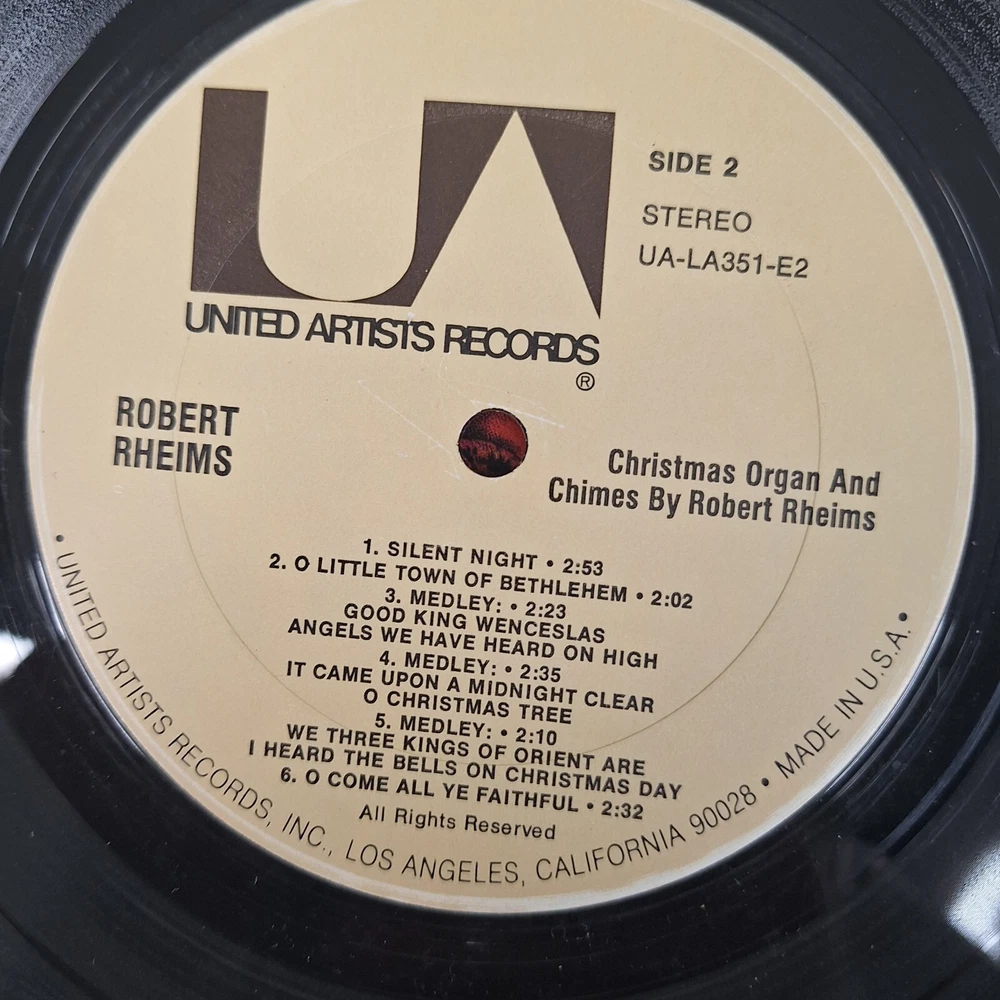 UA
SIDE 2
STEREO
UA-LA351-E2
UNITED ARTISTS RECORDS
®
ROBERT
RHEIMS
Christmas Organ And
Chimes By Robert Rheims
1. SILENT NIGHT • 2:53
2. O LITTLE TOWN OF BETHLEHEM • 2:02
3. MEDLEY: • 2:23
GOOD KING WENCESLAS
ANGELS WE HAVE HEARD ON HIGH
4. MEDLEY: • 2:35
IT CAME UPON A MIDNIGHT CLEAR
O CHRISTMAS TREE
5. MEDLEY: • 2:10
WE THREE KINGS OF ORIENT ARE
I HEARD THE BELLS ON CHRISTMAS DAY
6. O COME ALL YE FAITHFUL • 2:32
All Rights Reserved
• UNITED ARTISTS RECORDS, INC., LOS ANGELES, CALIFORNIA 90028 • MADE IN U.S.A. •